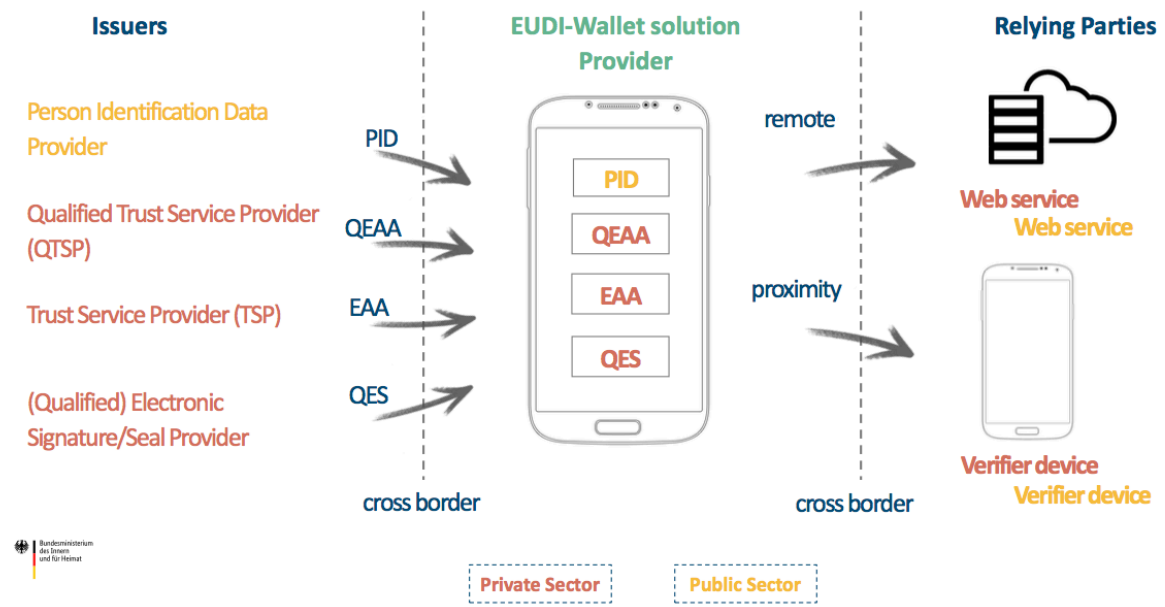 Issuers
EUDI-Wallet solution
Provider
Relying Parties
Person Identification Data
Provider
PID
Qualified Trust Service Provider
(QTSP)
QEAA
Trust Service Provider (TSP)
EAA
(Qualified) Electronic
Signature/Seal Provider
QES
cross border
PID
QEAA
EAA
QES
remote
proximity
cross border
Web service
Web service
Verifier device
Verifier device
Bundesministerium
des Innern
und für Heimat
Private Sector
Public Sector